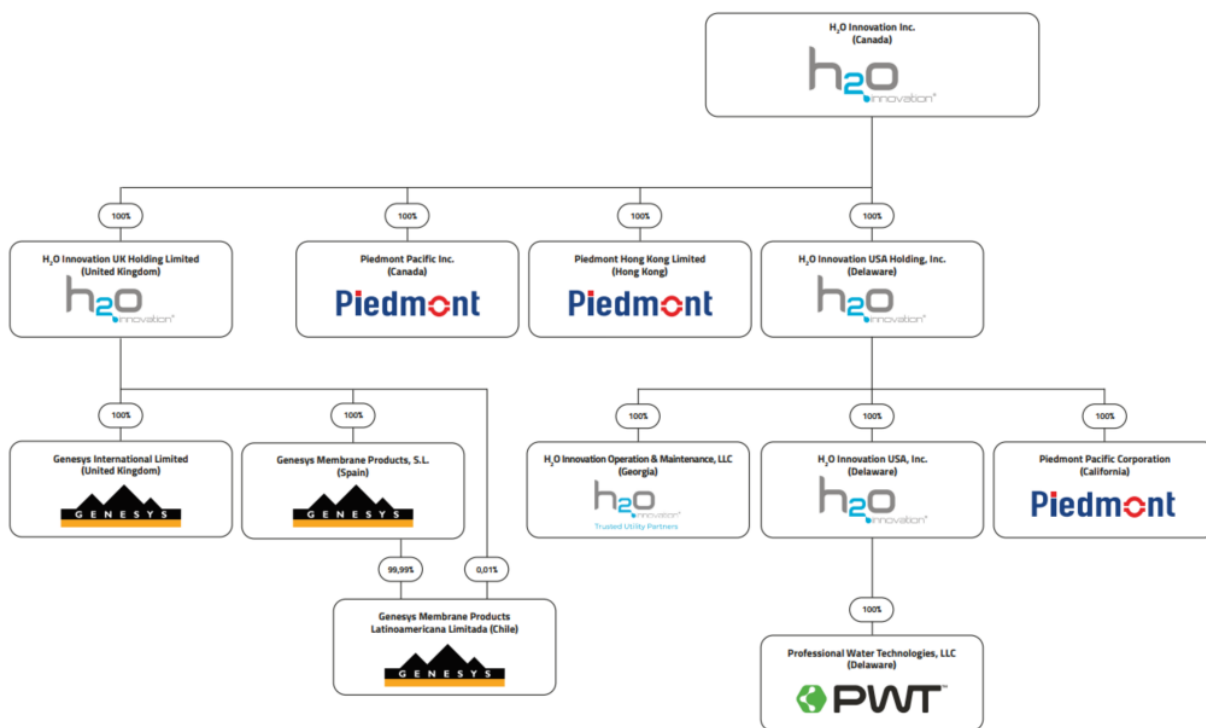 H₂O Innovation Inc.
(Canada)
h2o
innovation®
100%
100%
100%
100%
H₂O Innovation UK Holding Limited
(United Kingdom)
h2o
innovation®
Piedmont Pacific Inc.
(Canada)
Piedmont
Piedmont Hong Kong Limited
(Hong Kong)
Piedmont
H₂O Innovation USA Holding, Inc.
(Delaware)
h2o
innovation®
100%
100%
100%
100%
100%
Genesys International Limited
(United Kingdom)
GENESYS
Genesys Membrane Products, S.L.
(Spain)
GENESYS
H₂O Innovation Operation & Maintenance, LLC
(Georgia)
h2o
innovation®
Trusted Utility Partners
H₂O Innovation USA, Inc.
(Delaware)
h2o
innovation®
Piedmont Pacific Corporation
(California)
Piedmont
99,99%
0,01%
100%
Genesys Membrane Products
Latinoamericana Limitada (Chile)
GENESYS
Professional Water Technologies, LLC
(Delaware)
PWT™